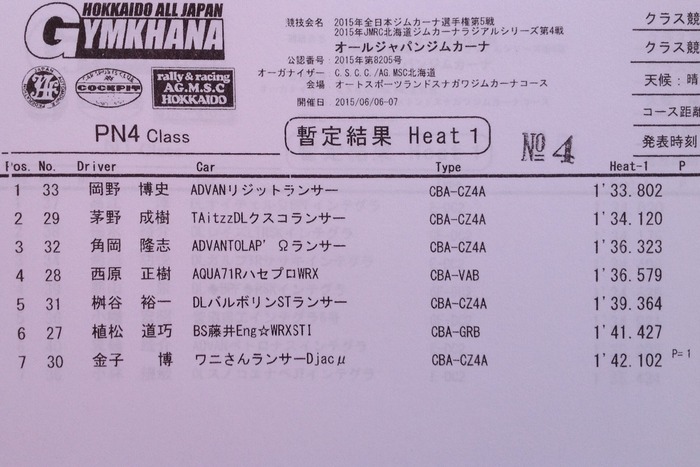 HOKKAIDO ALL JAPAN
GYMKHANA
COCKPIT
rally & racing
AG.M.S.C
HOKKAIDO
競技会名 2015年全日本ジムカーナ選手権第5戦
2015年JMRC北海道ジムカーナラジアルシリーズ第4戦
オールジャパンジムカーナ
公認番号: 2015年第8205号
オーガナイザー C.S.C.C./AG.MSC北海道
会場 オートスポーツランドスナガワジムカーナコース
開催日 :2015/06/06-07
クラス競
クラス競
天候:晴
コース距離
発表時刻
PN4 Class
暫定結果 Heat 1
No 4
Pos. No. Driver Car Type Heat-1 P
1 33 岡野 博史 ADVANリジットランサー CBA-CZ4A 1'33.802
2 29 茅野 成樹 TAitzzDLクスコランサー CBA-CZ4A 1'34.120
3 32 角岡 隆志 ADVANTOLAP'Ωランサー CBA-CZ4A 1'36.323
4 28 西原 正樹 AQUA71RハセプロWRX CBA-VAB 1'36.579
5 31 桝谷 裕一 DLバルボリンSTランサー CBA-CZ4A 1'39.364
6 27 植松 道巧 BS藤井Eng☆WRXSTI CBA-GRB 1'41.427
7 30 金子 博 ワニさんランサーDjacμ CBA-CZ4A 1'42.102 P=1